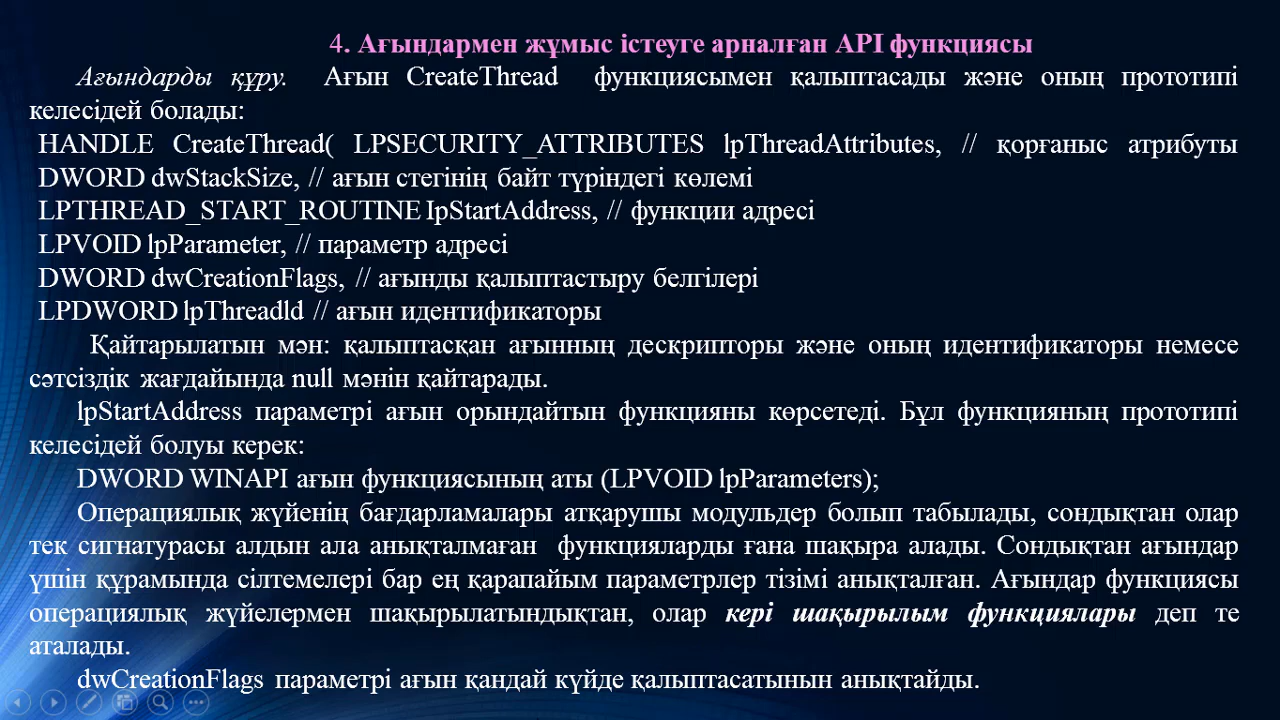 4. Ағындармен жұмыс істеуге арналған API функциясы
Ағындарды құру. Ағын CreateThread функциясымен қалыптасады және оның прототипі
келесідей болады:
HANDLE CreateThread( LPSECURITY_ATTRIBUTES lpThreadAttributes, // қорғаныс атрибуты
DWORD dwStackSize, // ағын стегінің байт түріндегі көлемі
LPTHREAD_START_ROUTINE IpStartAddress, // функции адресі
LPVOID lpParameter, // параметр адресі
DWORD dwCreationFlags, // ағынды қалыптастыру белгілері
LPDWORD lpThreadld // ағын идентификаторы
Қайтарылатын мән: қалыптасқан ағынның дескрипторы және оның идентификаторы немесе
сәтсіздік жағдайында null мәнін қайтарады.
lpStartAddress параметрі ағын орындайтын функцияны көрсетеді. Бұл функцияның прототипі
келесідей болуы керек:
DWORD WINAPI ағын функциясының аты (LPVOID lpParameters);
Операциялық жүйенің бағдарламалары атқарушы модульдер болып табылады, сондықтан олар
тек сигнатурасы алдын ала анықталмаған функцияларды ғана шақыра алады. Сондықтан ағындар
үшін құрамында сілтемелері бар ең қарапайым параметрлер тізімі анықталған. Ағындар функциясы
операциялық жүйелермен шақырылатындықтан, олар кері шақырылым функциялары деп те
аталады.
dwCreationFlags параметрі ағын қандай күйде қалыптасатынын анықтайды.